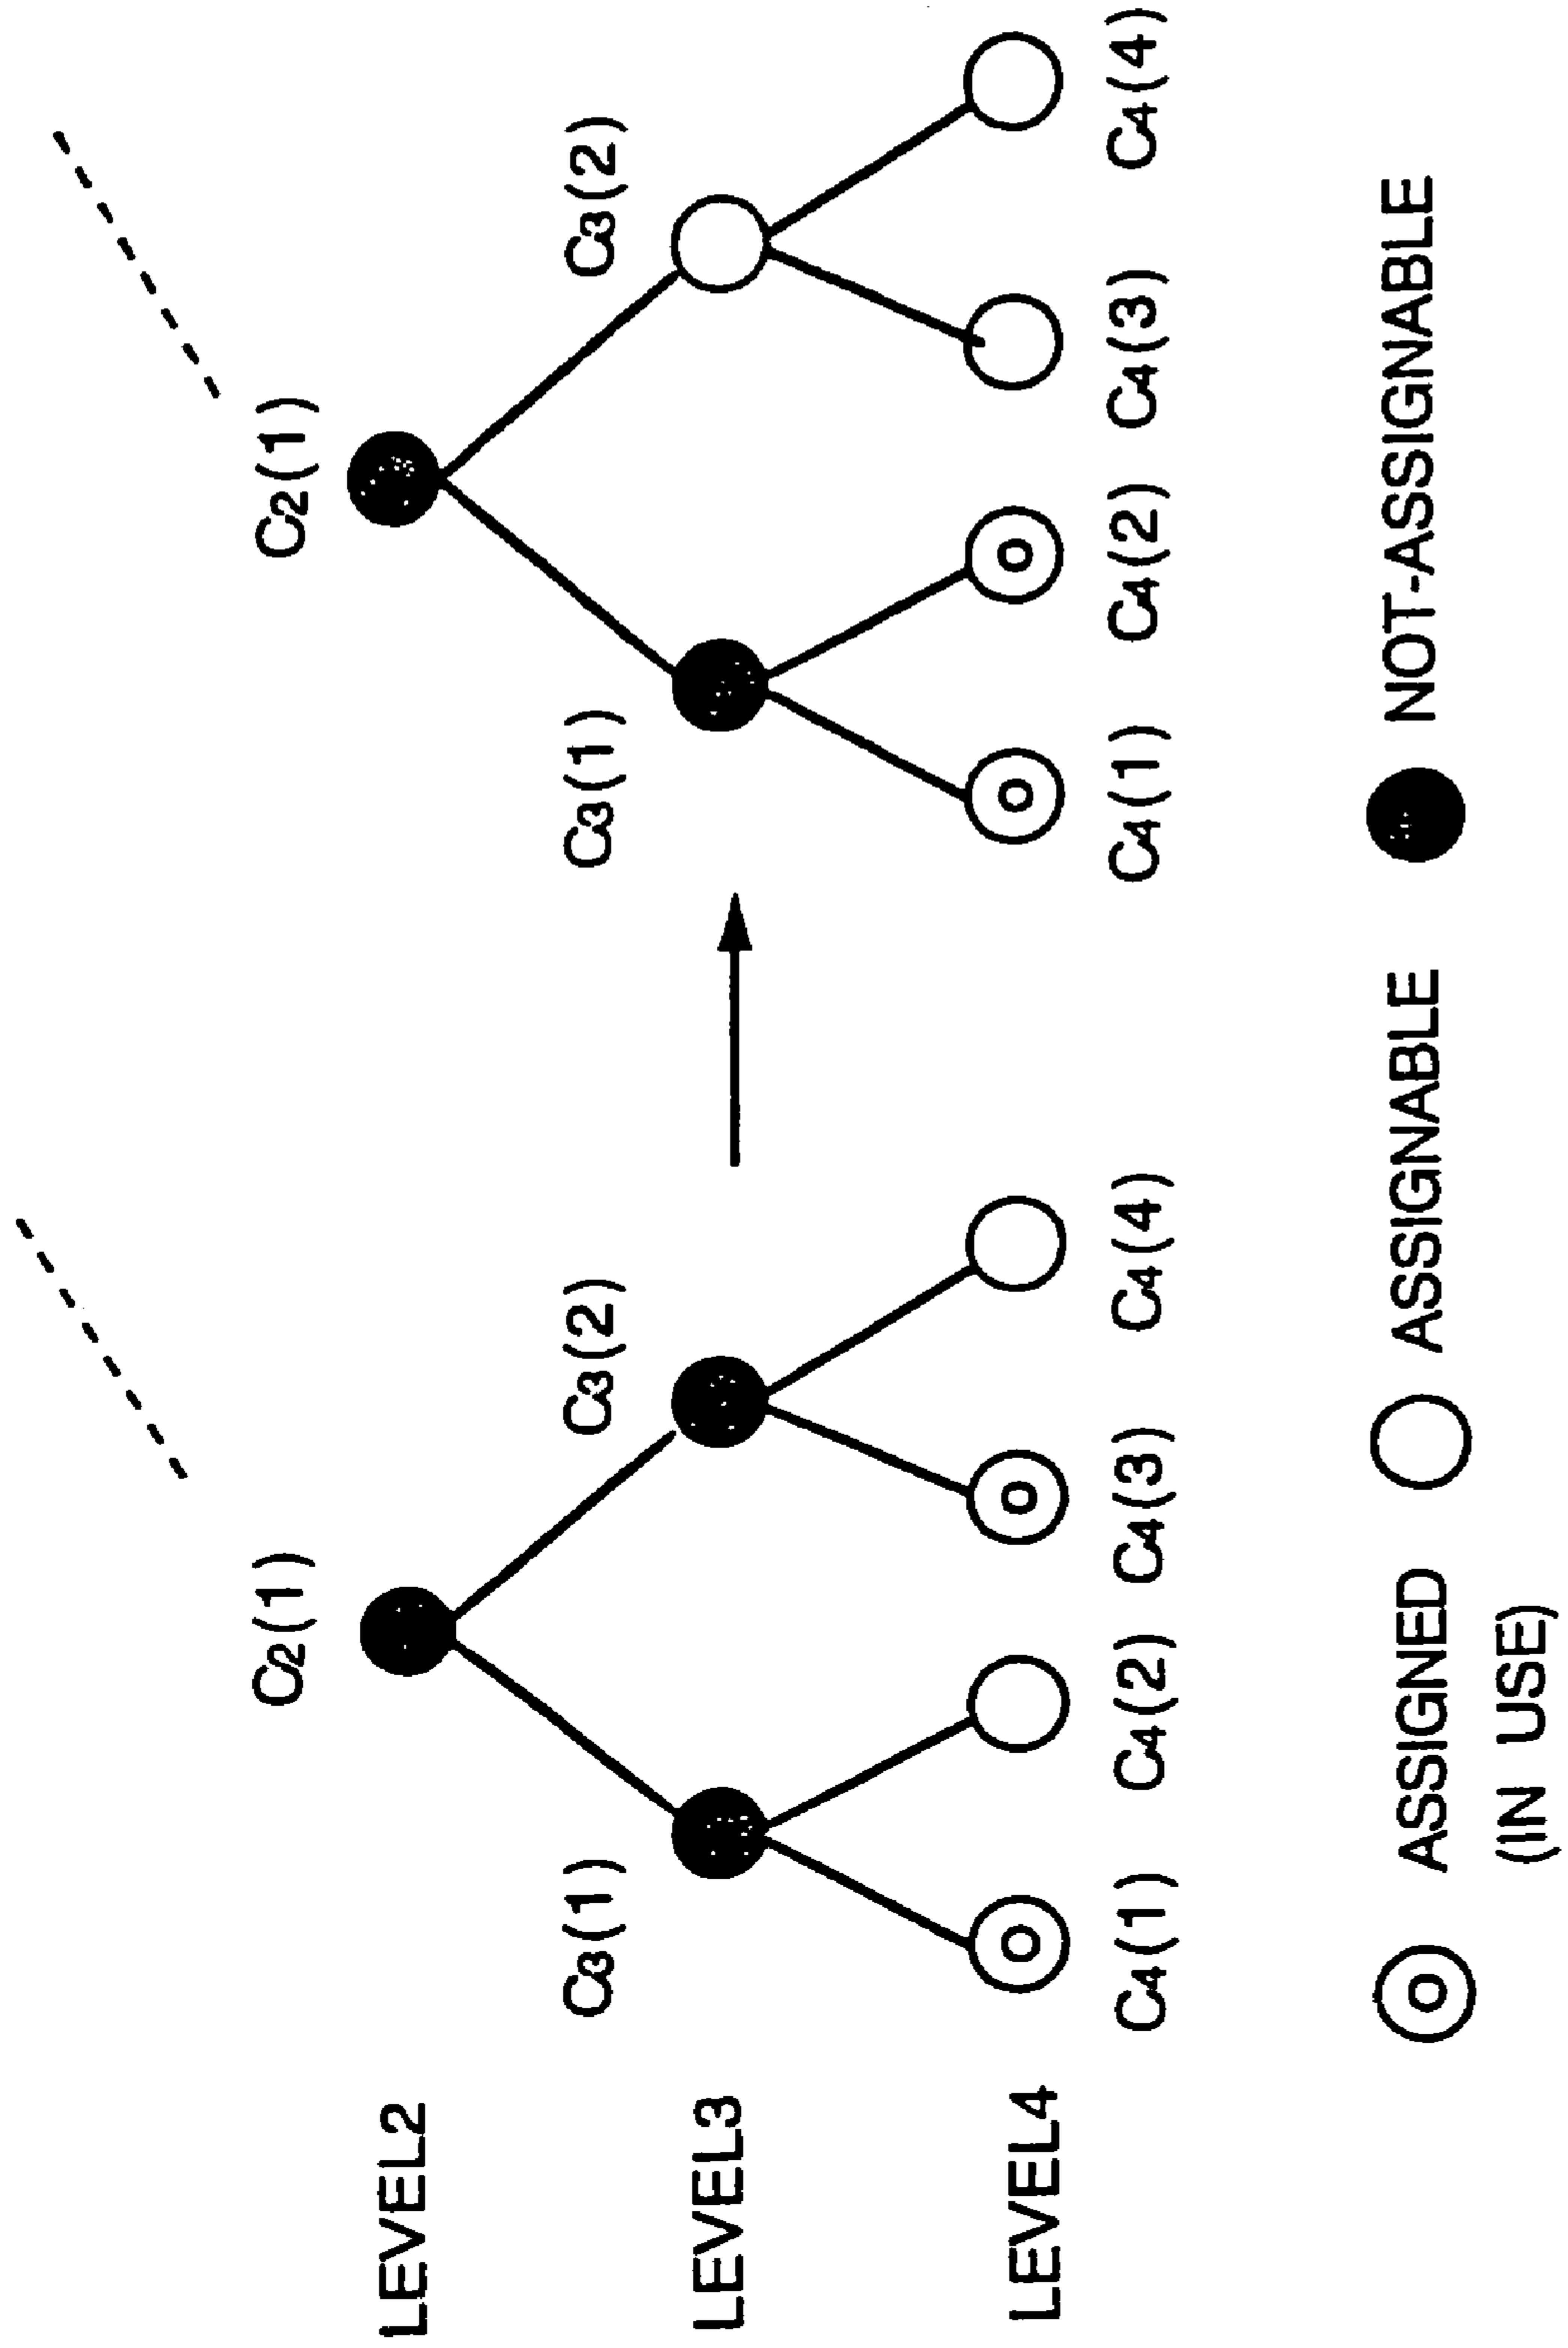 C2(1) C2(1)
LEVEL2
C3(1) C3(2) C3(1) C3(2)
LEVEL3
LEVEL4
C4(1) C4(2) C4(3) C4(4) C4(1) C4(2) C4(3) C4(4)
ASSIGNED ASSIGNABLE NOT-ASSIGNABLE
(IN USE)